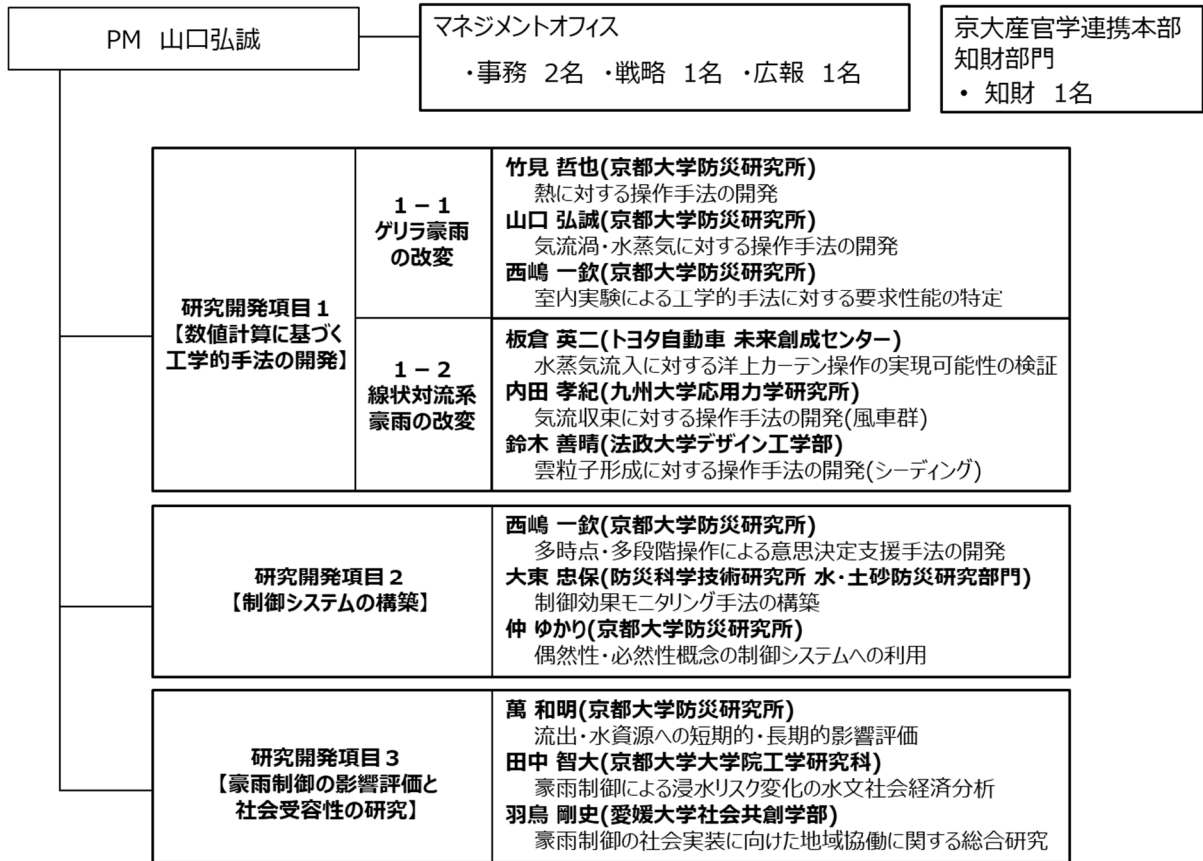 PM 山口弘誠
マネジメントオフィス
・事務 2名 ・戦略 1名 ・広報 1名
京大産官学連携本部
知財部門
• 知財 1名
研究開発項目1
【数値計算に基づく
工学的手法の開発】
1-1
ゲリラ豪雨
の改変
竹見 哲也(京都大学防災研究所)
熱に対する操作手法の開発
山口 弘誠(京都大学防災研究所)
気流渦・水蒸気に対する操作手法の開発
西嶋 一欽(京都大学防災研究所)
室内実験による工学的手法に対する要求性能の特定
1-2
線状対流系
豪雨の改変
板倉 英二(トヨタ自動車 未来創成センター)
水蒸気流入に対する洋上カーテン操作の実現可能性の検証
内田 孝紀(九州大学応用力学研究所)
気流収束に対する操作手法の開発(風車群)
鈴木 善晴(法政大学デザイン工学部)
雲粒子形成に対する操作手法の開発(シーディング)
研究開発項目2
【制御システムの構築】
西嶋 一欽(京都大学防災研究所)
多時点・多段階操作による意思決定支援手法の開発
大東 忠保(防災科学技術研究所 水・土砂防災研究部門)
制御効果モニタリング手法の構築
仲 ゆかり(京都大学防災研究所)
偶然性・必然性概念の制御システムへの利用
研究開発項目3
【豪雨制御の影響評価と
社会受容性の研究】
萬 和明(京都大学防災研究所)
流出・水資源への短期的・長期的影響評価
田中 智大(京都大学大学院工学研究科)
豪雨制御による浸水リスク変化の水文社会経済分析
羽鳥 剛史(愛媛大学社会共創学部)
豪雨制御の社会実装に向けた地域協働に関する総合研究